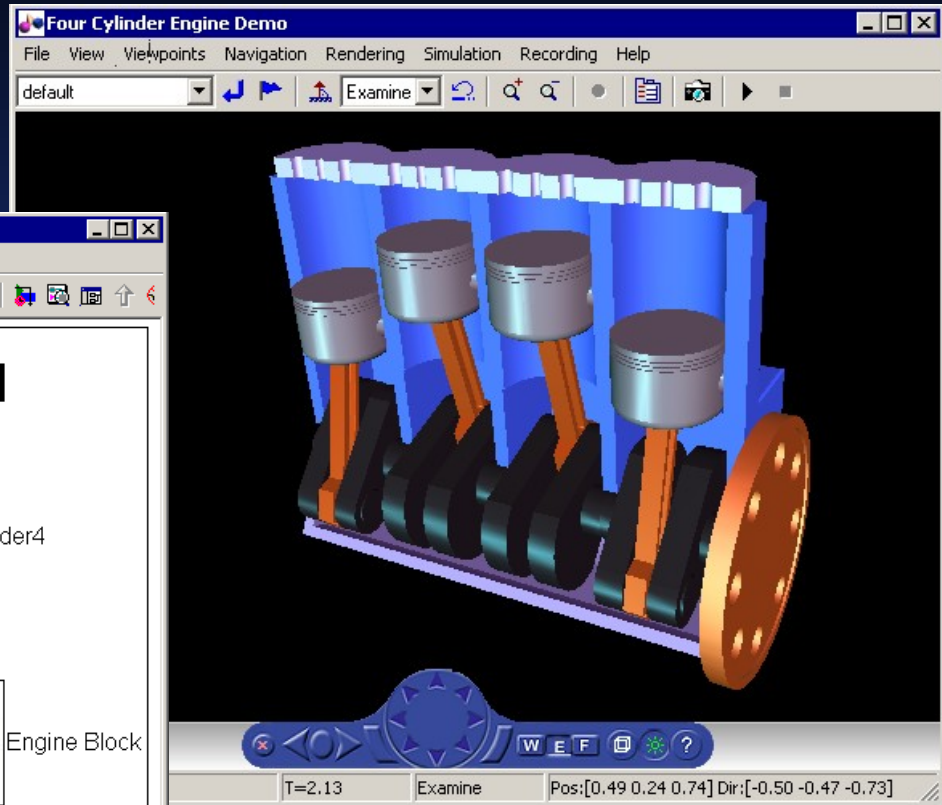 Four Cylinder Engine Demo
File View Viewpoints Navigation Rendering Simulation Recording Help
default Examine
der4
Engine Block
W E F ?
T=2.13 Examine Pos:[0.49 0.24 0.74] Dir:[-0.50 -0.47 -0.73]